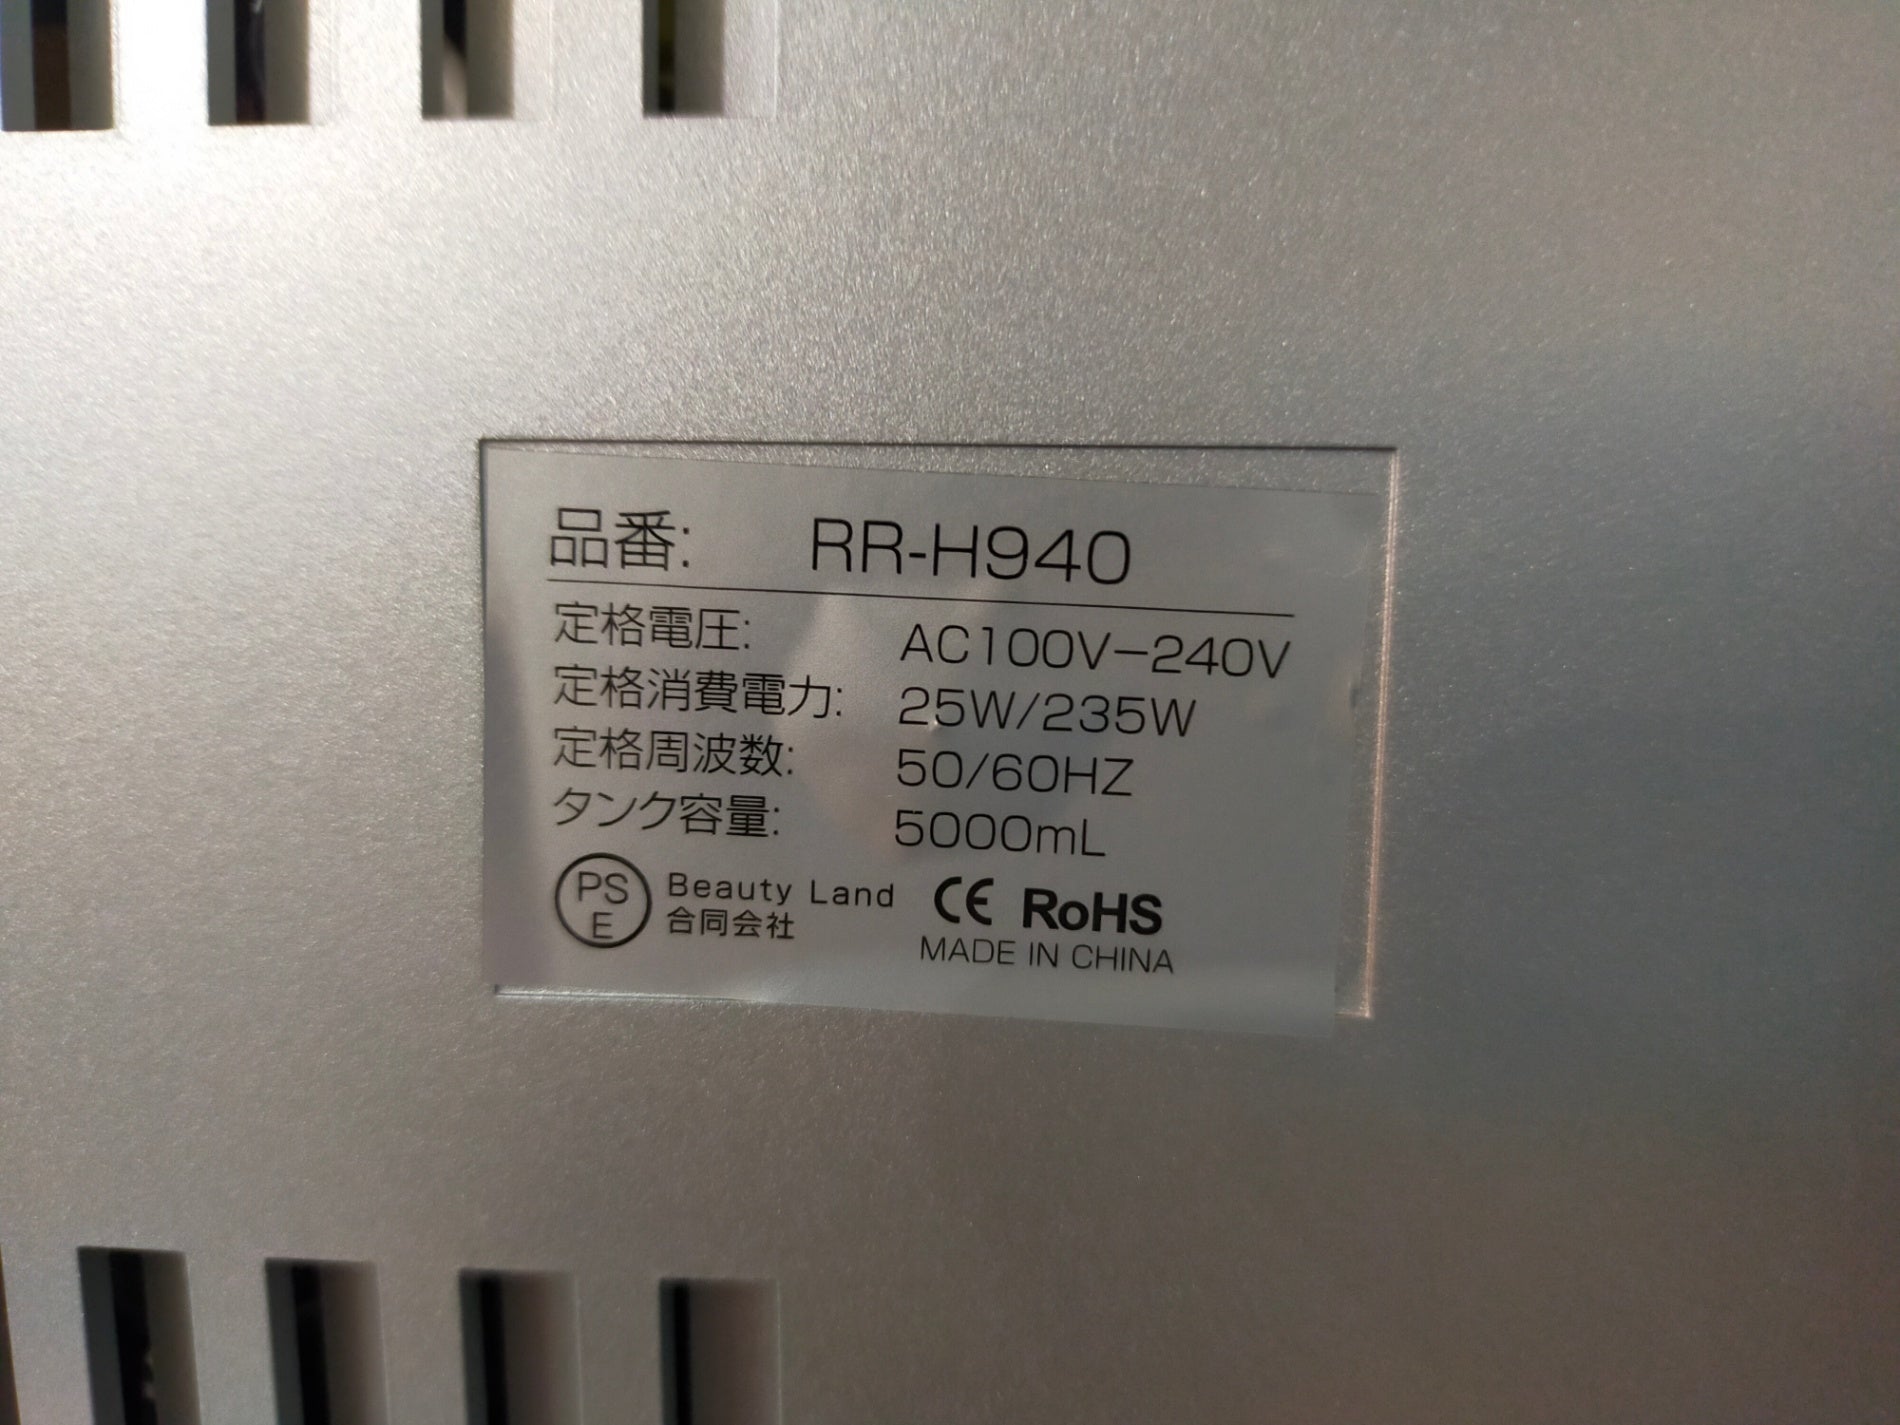 品番: RR-H940
定格電圧: AC100V-240V
定格消費電力: 25W/235W
定格周波数: 50/60HZ
タンク容量: 5000mL
PS
E
Beauty Land
合同会社
CE RoHS
MADE IN CHINA